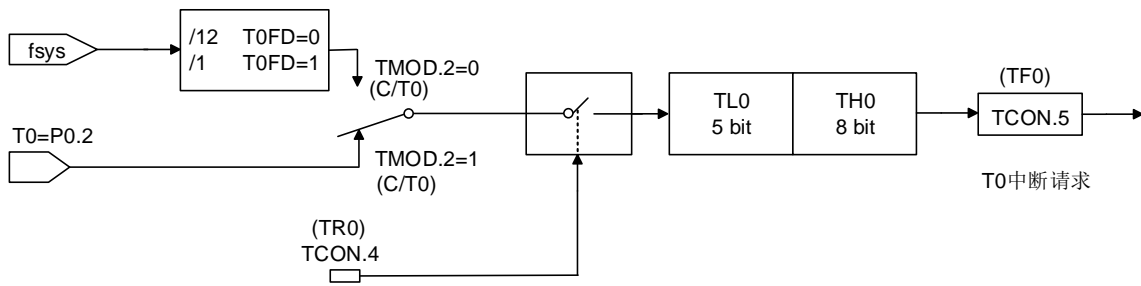 /12 T0FD=0
/1 T0FD=1
fsys
TMOD.2=0
(C/T0)
T0=P0.2
TMOD.2=1
(C/T0)
(TR0)
TCON.4
TL0
5 bit
TH0
8 bit
(TF0)
TCON.5
T0中断请求